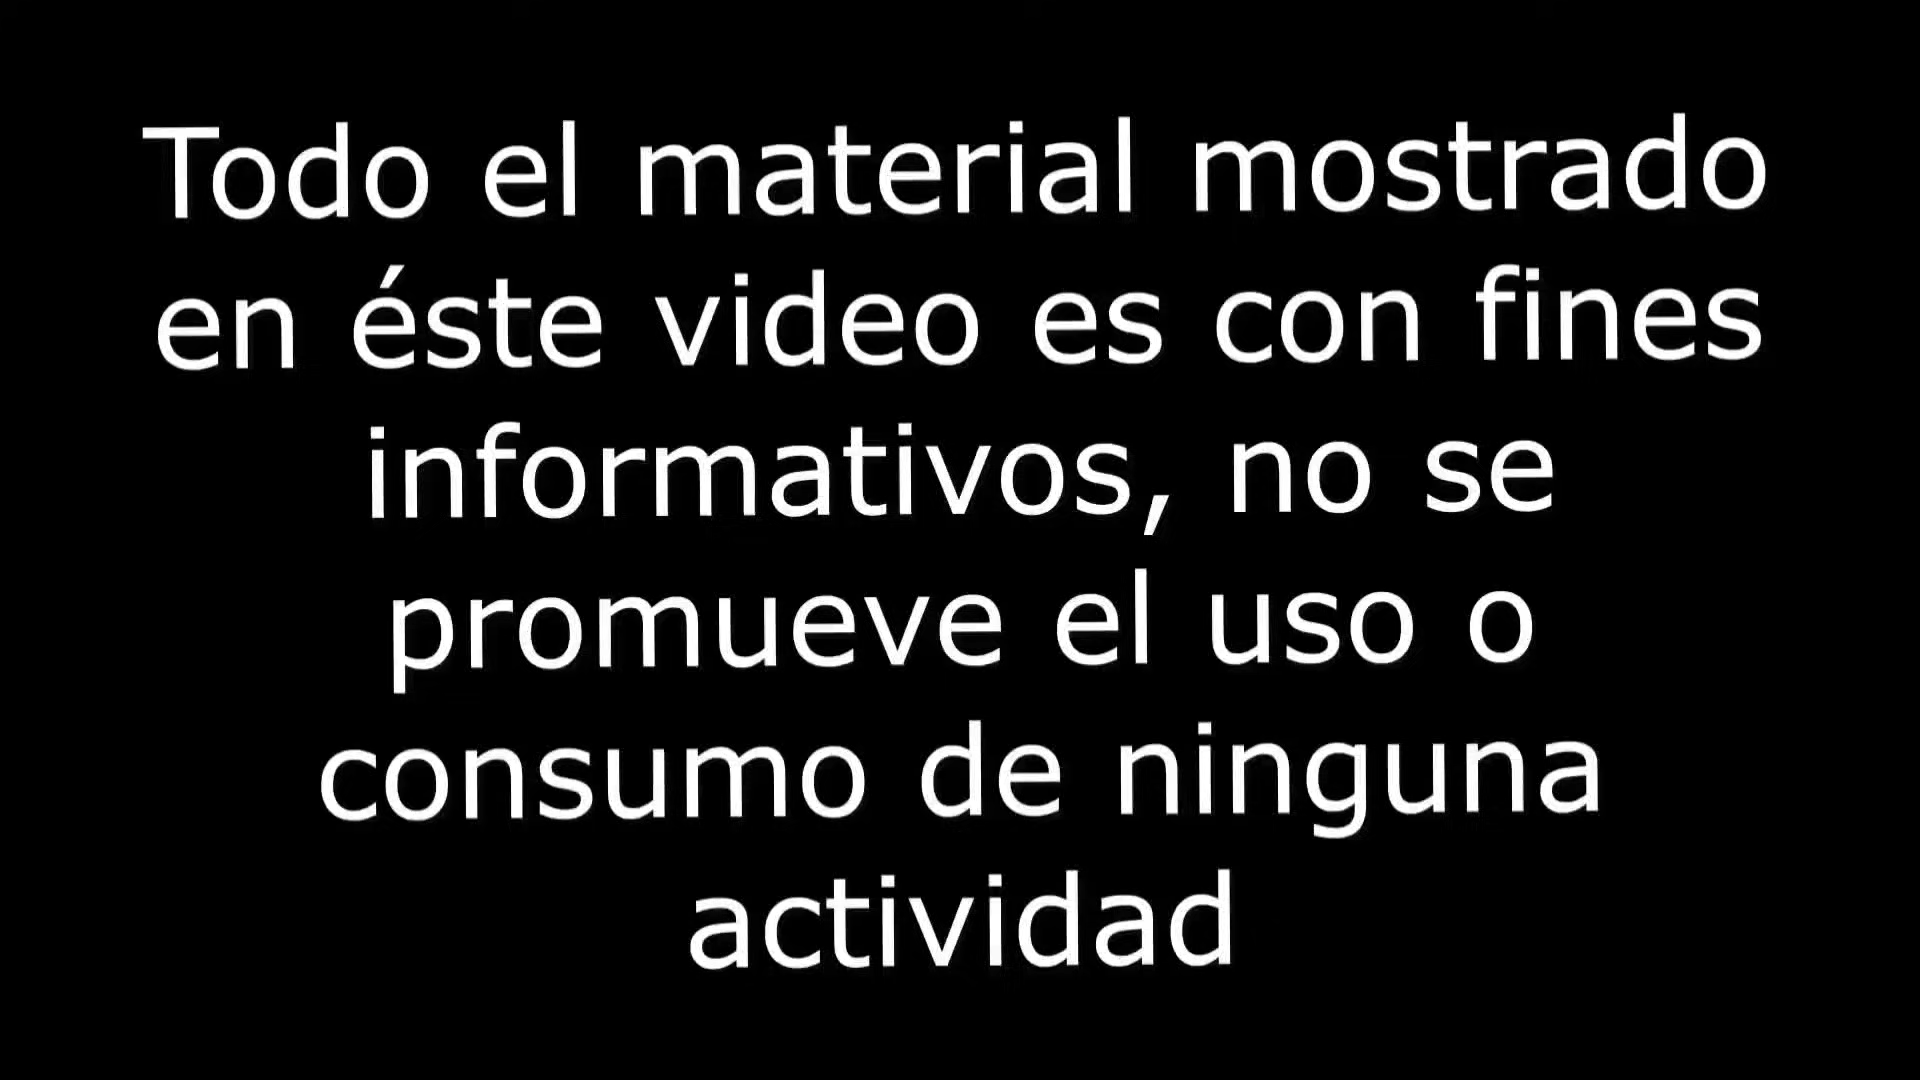 Todo el material mostrado
en éste video es con fines
informativos, no se
promueve el uso o
consumo de ninguna
actividad